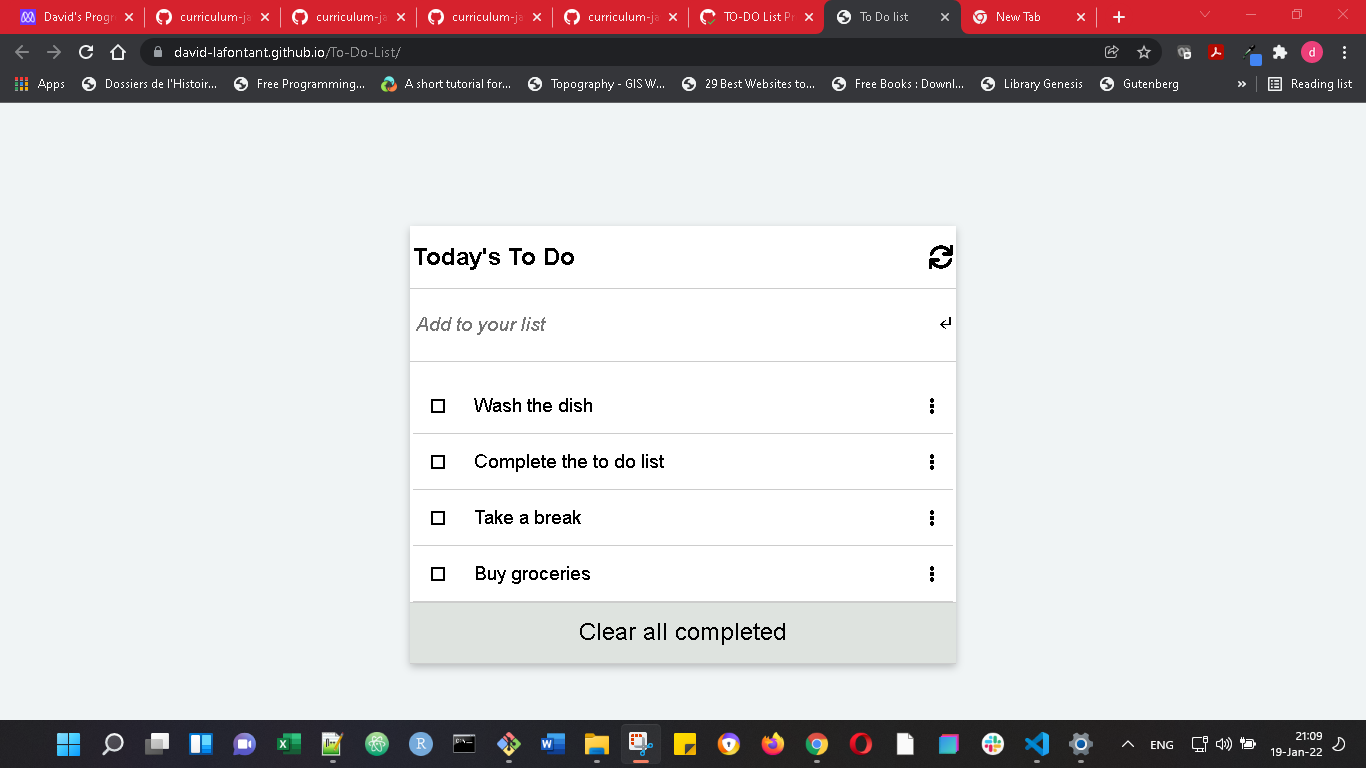 David's Progr
curriculum-ja
curriculum-ja
curriculum-ja
curriculum-ja
TO-DO List Pr
To Do list
New Tab
david-lafontant.github.io/To-Do-List/
d
Apps
Dossiers de l'Histoir...
Free Programming...
A short tutorial for...
Topography - GIS W...
29 Best Websites to...
Free Books : Downl...
Library Genesis
Gutenberg
»
Reading list
Today's To Do
Add to your list
Wash the dish
Complete the to do list
Take a break
Buy groceries
Clear all completed
ENG
21:09
19-Jan-22